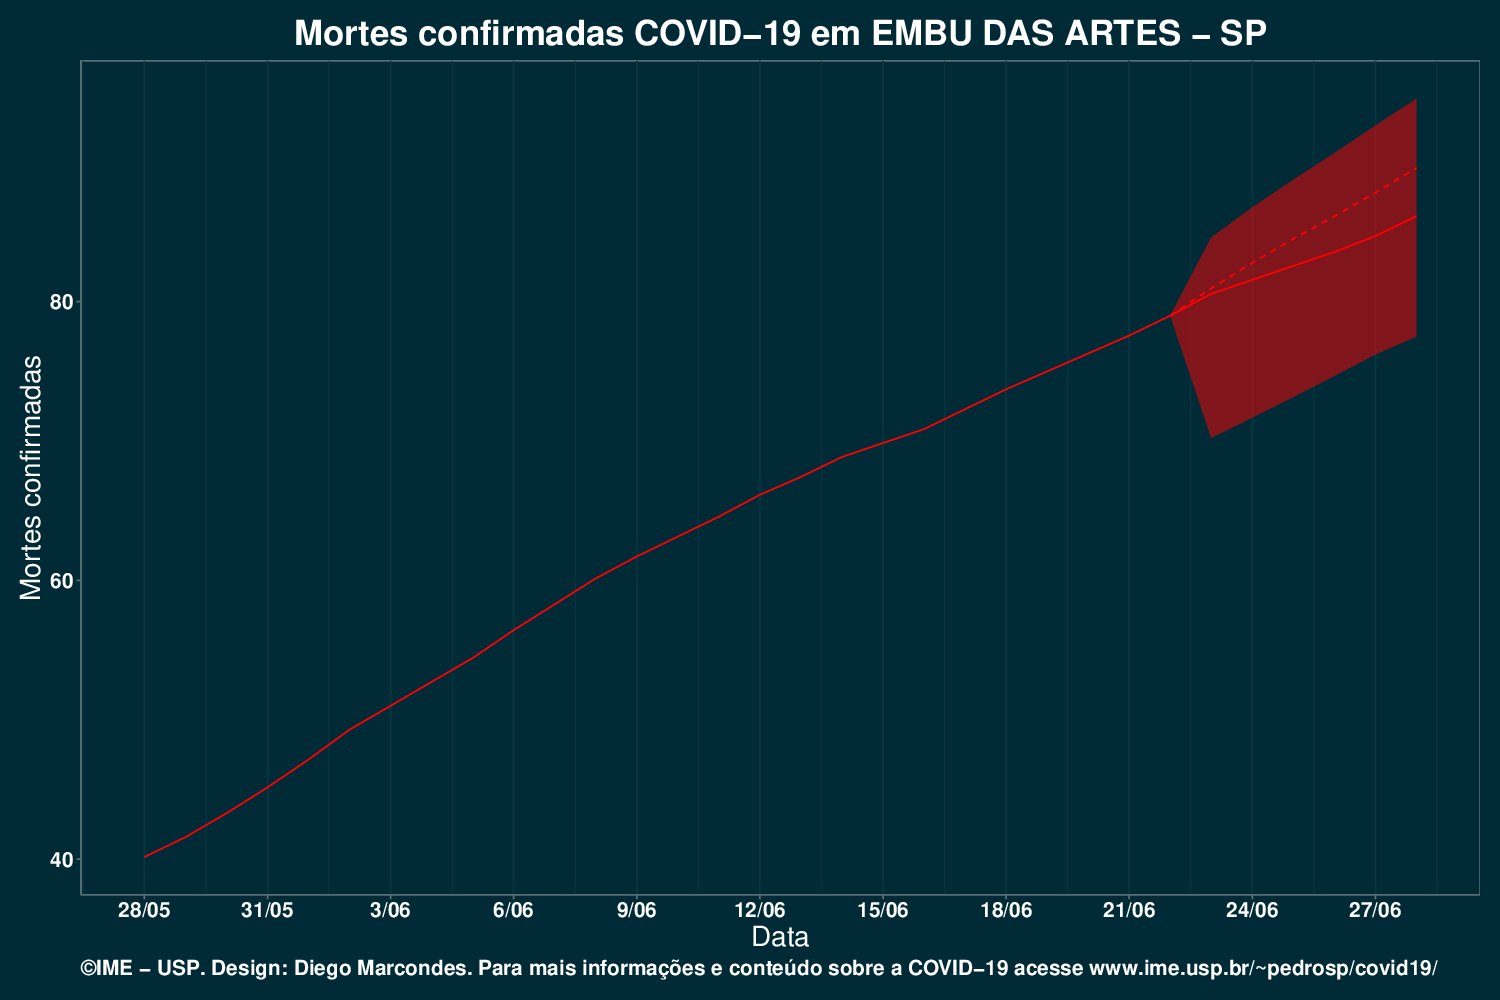 Mortes confirmadas COVID−19 em EMBU DAS ARTES − SP
Mortes confirmadas
80
60
40
28/05 31/05 3/06 6/06 9/06 12/06 15/06 18/06 21/06 24/06 27/06
Data
©IME − USP. Design: Diego Marcondes. Para mais informações e conteúdo sobre a COVID−19 acesse www.ime.usp.br/~pedrosp/covid19/